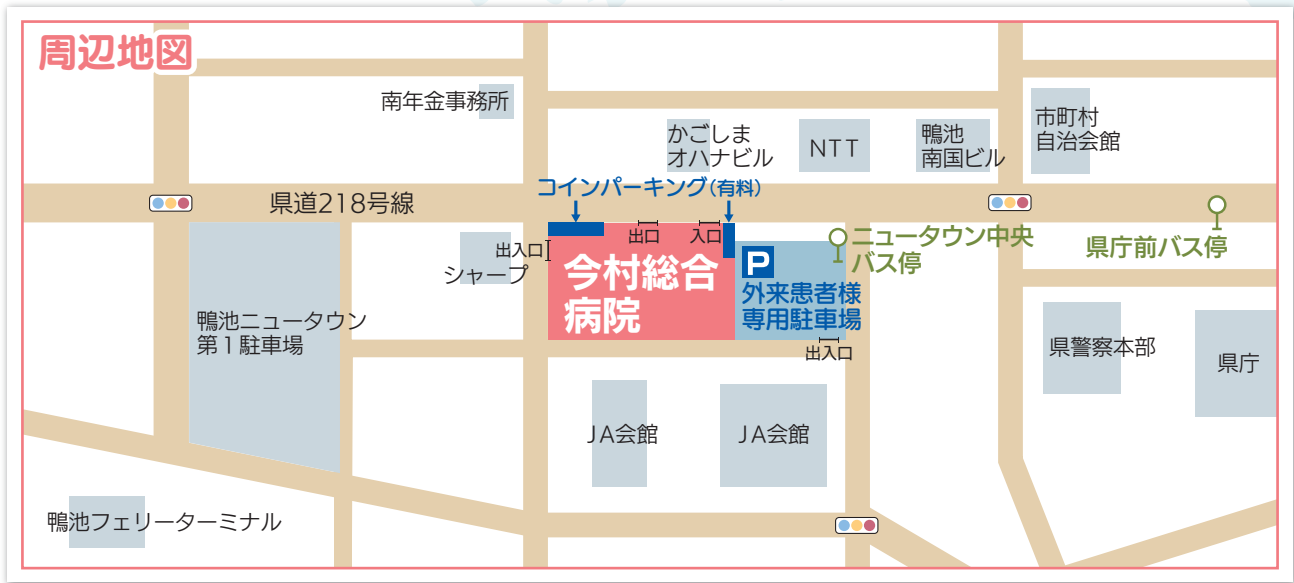 周辺地図
南年金事務所
かごしま
オハナビル
NTT
鴨池
南国ビル
市町村
自治会館
コインパーキング(有料)
県道218号線
出入口
出口
入口
シャープ
今村総合
病院
P
外来患者様
専用駐車場
出入口
ニュータウン中央
バス停
県庁前バス停
鴨池ニュータウン
第1駐車場
県警察本部
県庁
JA会館
JA会館
鴨池フェリーターミナル